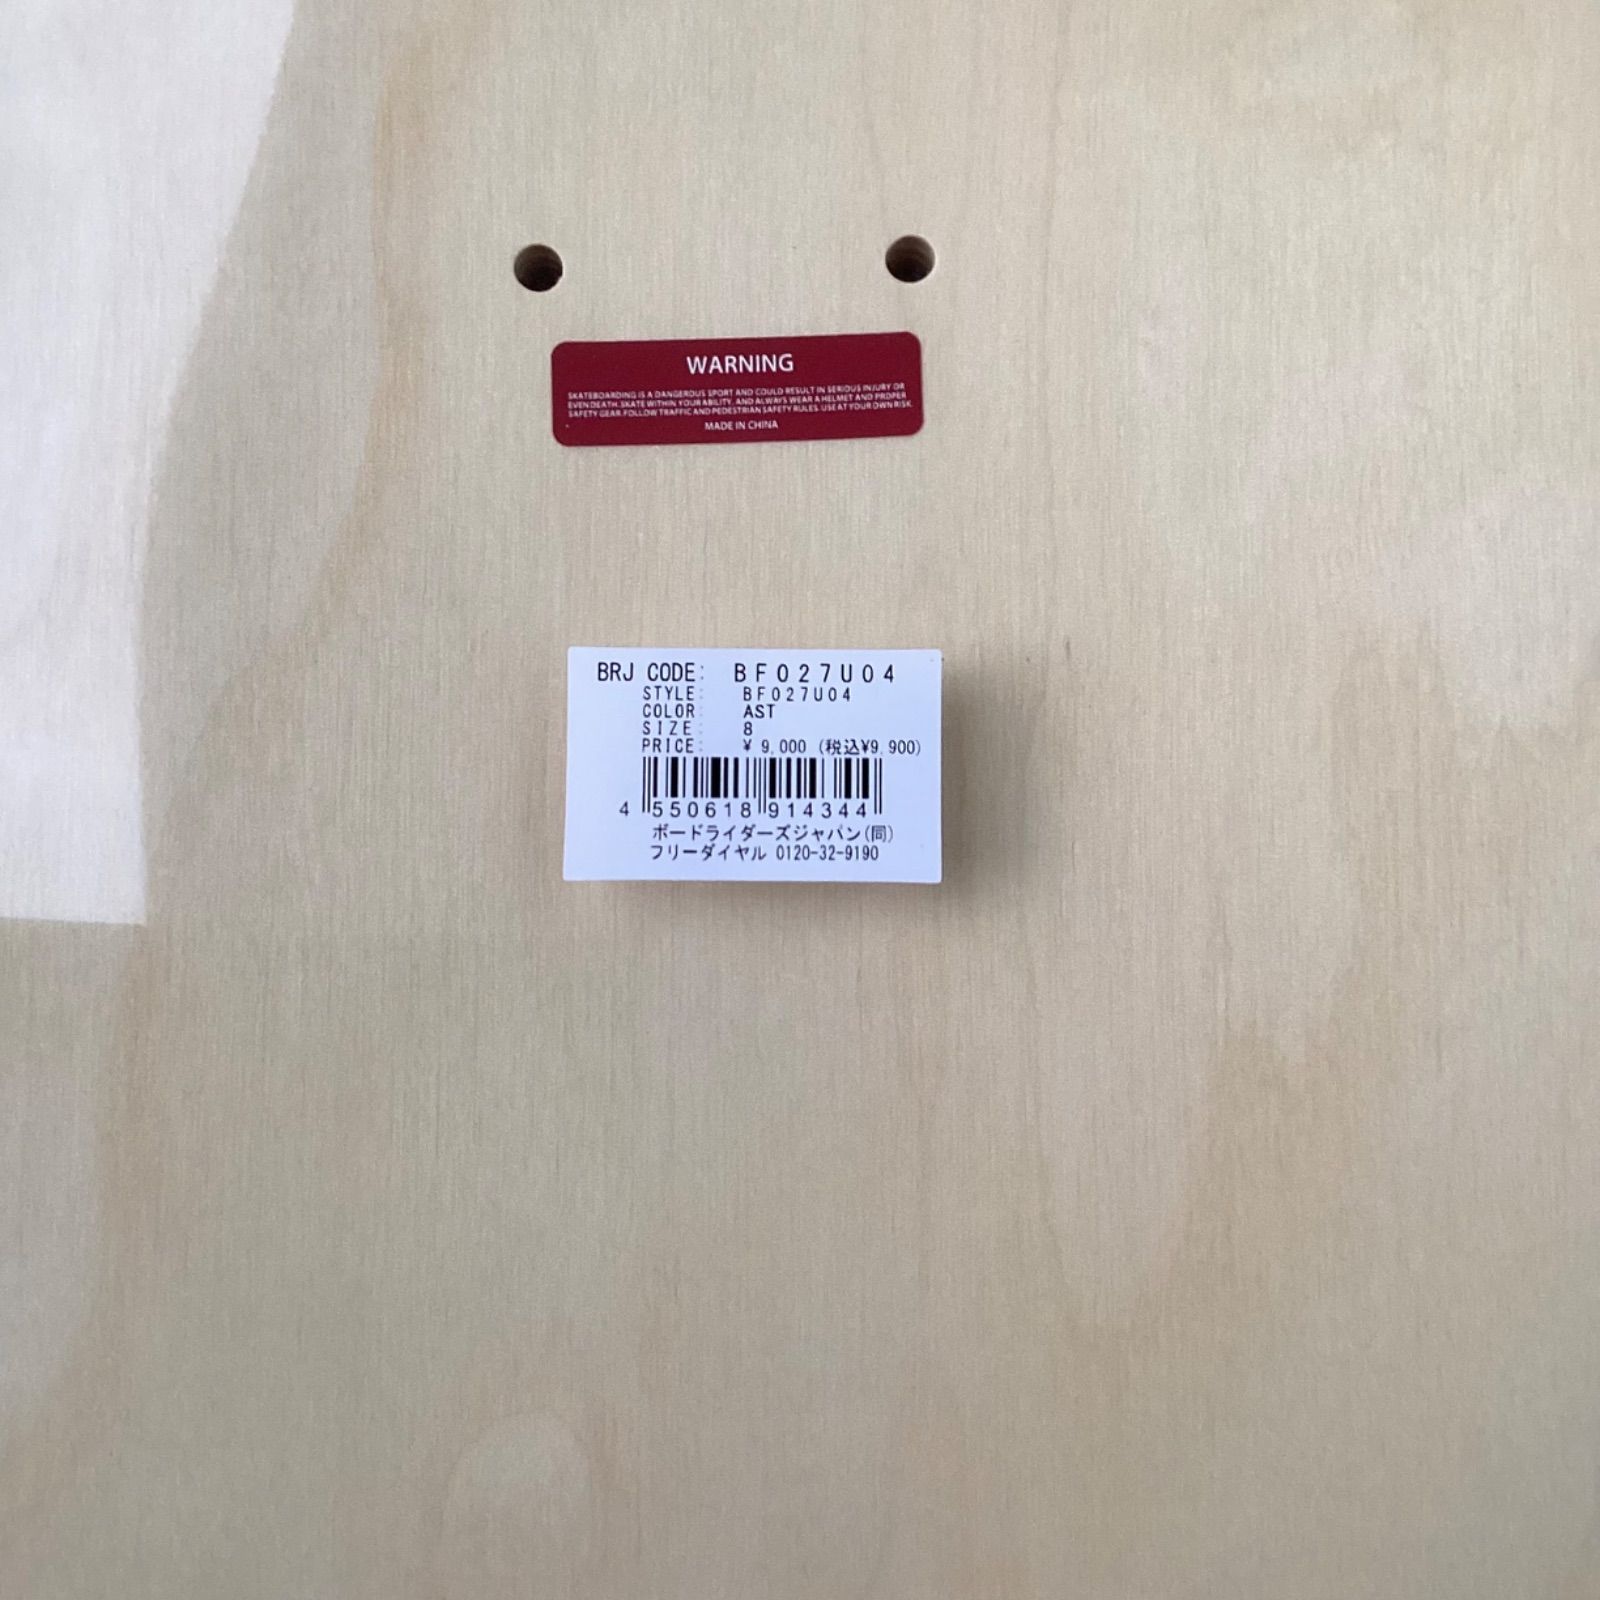 WARNING
SKATEBOARDING IS A DANGEROUS SPORT AND COULD RESULT IN SERIOUS INJURY OR
EVEN DEATH. SKATE WITHIN YOUR ABILITY, AND ALWAYS WEAR A HELMET AND PROPER
SAFETY GEAR. FOLLOW TRAFFIC AND PEDESTRIAN SAFETY RULES. USE AT YOUR OWN RISK.
MADE IN CHINA
BRJ CODE: BF027U04
STYLE: BF027U04
COLOR: AST
SIZE: 8
PRICE: ¥ 9,000 (税込¥9,900)
4 550618 914344
ボードライダーズジャパン(同)
フリーダイヤル 0120-32-9190